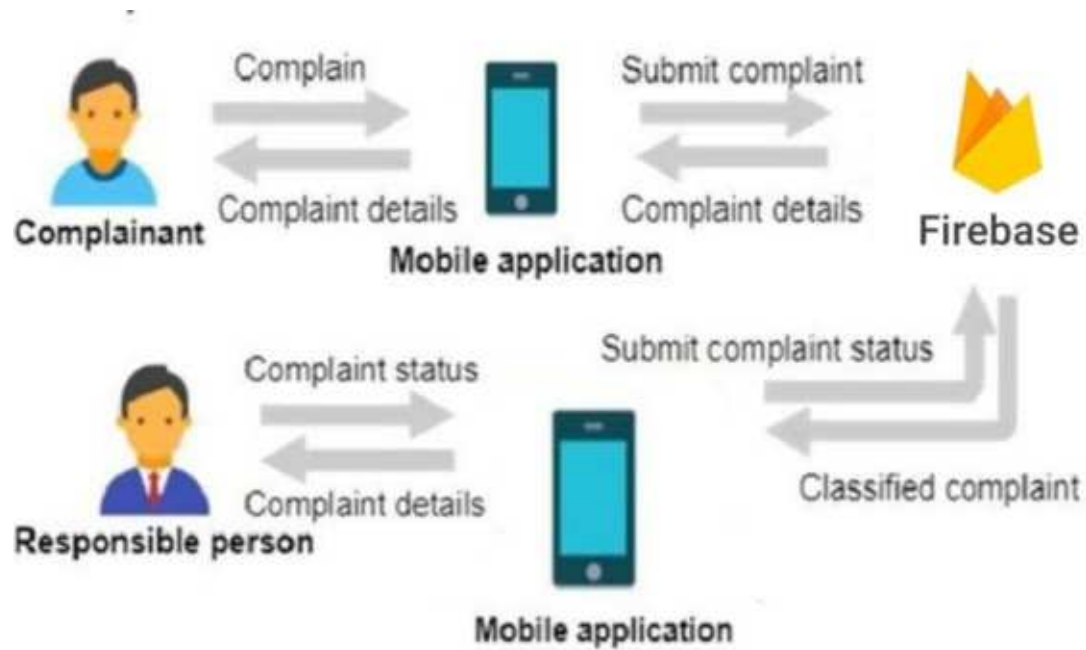 Complain
Submit complaint
Complaint details
Complaint details
Complainant
Firebase
Mobile application
Submit complaint status
Complaint status
Classified complaint
Complaint details
Responsible person
Mobile application